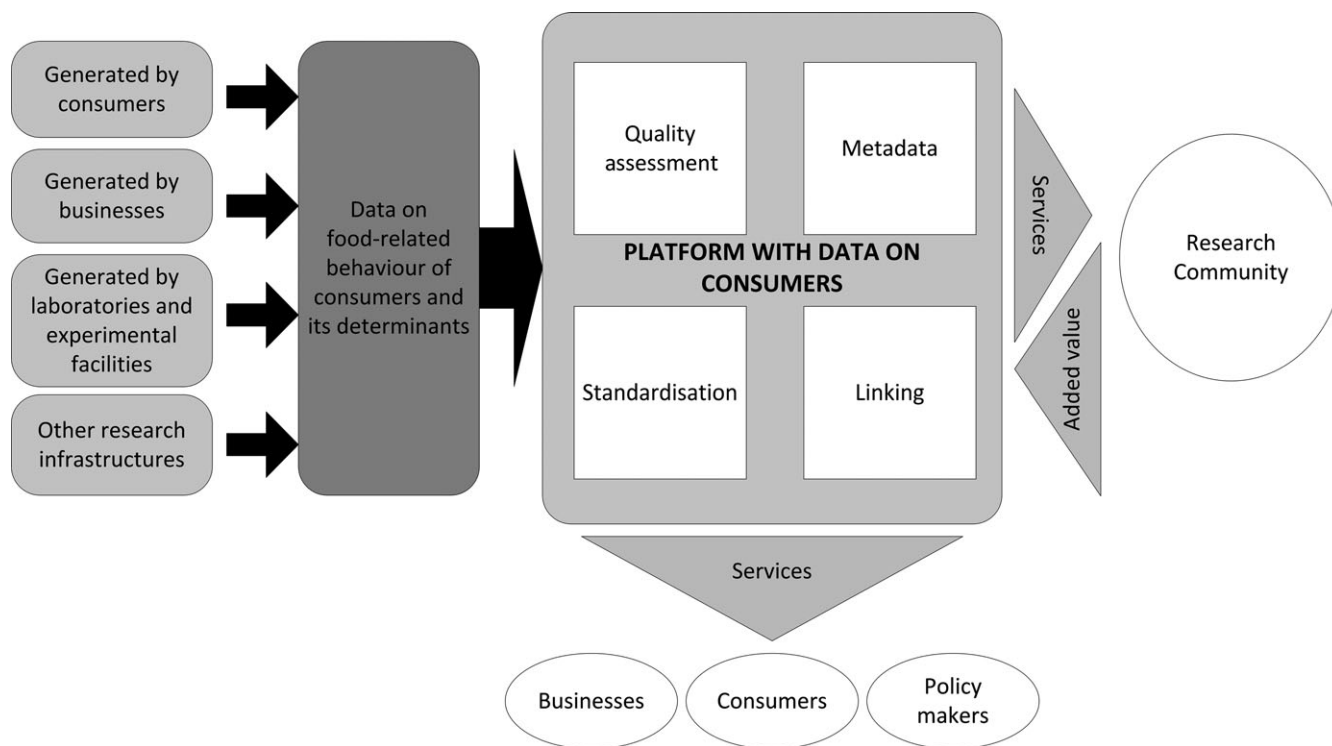 Generated by
consumers
Generated by
businesses
Generated by
laboratories and
experimental
facilities
Other research
infrastructures
Data on
food-related
behaviour of
consumers and
its determinants
Quality
assessment
Metadata
PLATFORM WITH DATA ON
CONSUMERS
Standardisation
Linking
Services
Added value
Research
Community
Services
Businesses
Consumers
Policy
makers